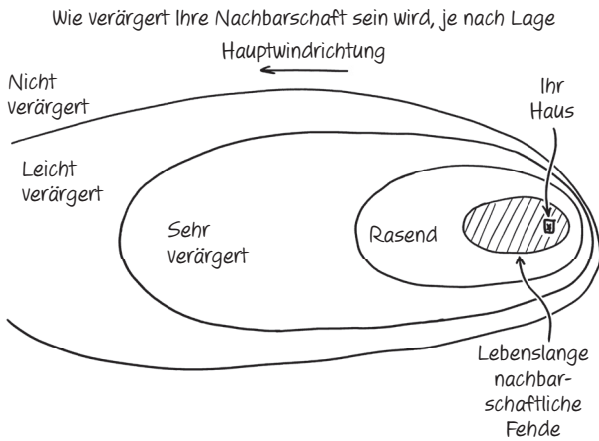 Wie verärgert Ihre Nachbarschaft sein wird, je nach Lage
Hauptwindrichtung
Nicht
verärgert
Ihr
Haus
Leicht
verärgert
Sehr
verärgert
Rasend
Lebenslange
nachbar-
schaftliche
Fehde